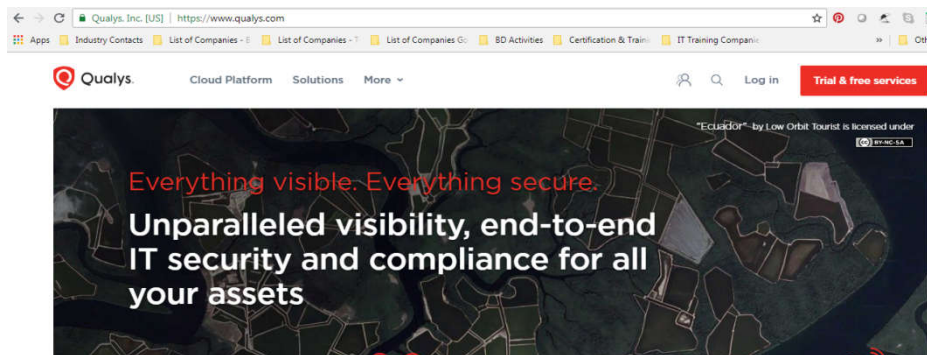 Qualys, Inc. [US] | https://www.qualys.com
Apps Industry Contacts List of Companies - List of Companies - List of Companies Go BD Activities Certification & Traini IT Training Companie » Oth
Qualys. Cloud Platform Solutions More Log in Trial & free services
"Ecuador" by Low Orbit Tourist is licensed under
(cc) BY-NC-SA
Everything visible. Everything secure.
Unparalleled visibility, end-to-end
IT security and compliance for all
your assets